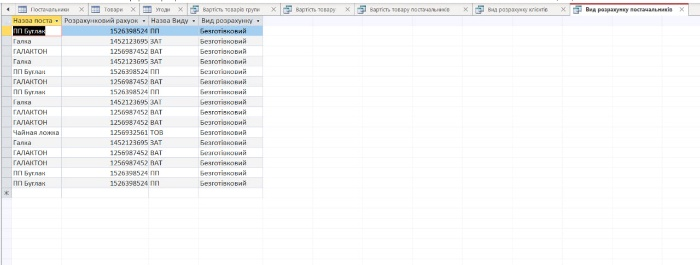 Постачальники Товари Угоди Вартість товарів групи Вартість товару Вартість товару постачальників Вид розрахунку клієнтів Вид розрахунку постачальників
Назва поста Розрахунковий рахуок Назва Виду Вид розрахунку
ПП Буглак 1526398524 ПП Безготівковий
Галка 1452123695 ЗАТ Безготівковий
ГАЛАКТОН 1256987452 ВАТ Безготівковий
Галка 1452123695 ЗАТ Безготівковий
ПП Буглак 1526398524 ПП Безготівковий
ГАЛАКТОН 1256987452 ВАТ Безготівковий
ПП Буглак 1526398524 ПП Безготівковий
Галка 1452123695 ЗАТ Безготівковий
ГАЛАКТОН 1256987452 ВАТ Безготівковий
ГАЛАКТОН 1256987452 ВАТ Безготівковий
Чайная ложка 1256932561 ТОВ Безготівковий
Галка 1452123695 ЗАТ Безготівковий
ГАЛАКТОН 1256987452 ВАТ Безготівковий
ГАЛАКТОН 1256987452 ВАТ Безготівковий
ПП Буглак 1526398524 ПП Безготівковий
ПП Буглак 1526398524 ПП Безготівковий